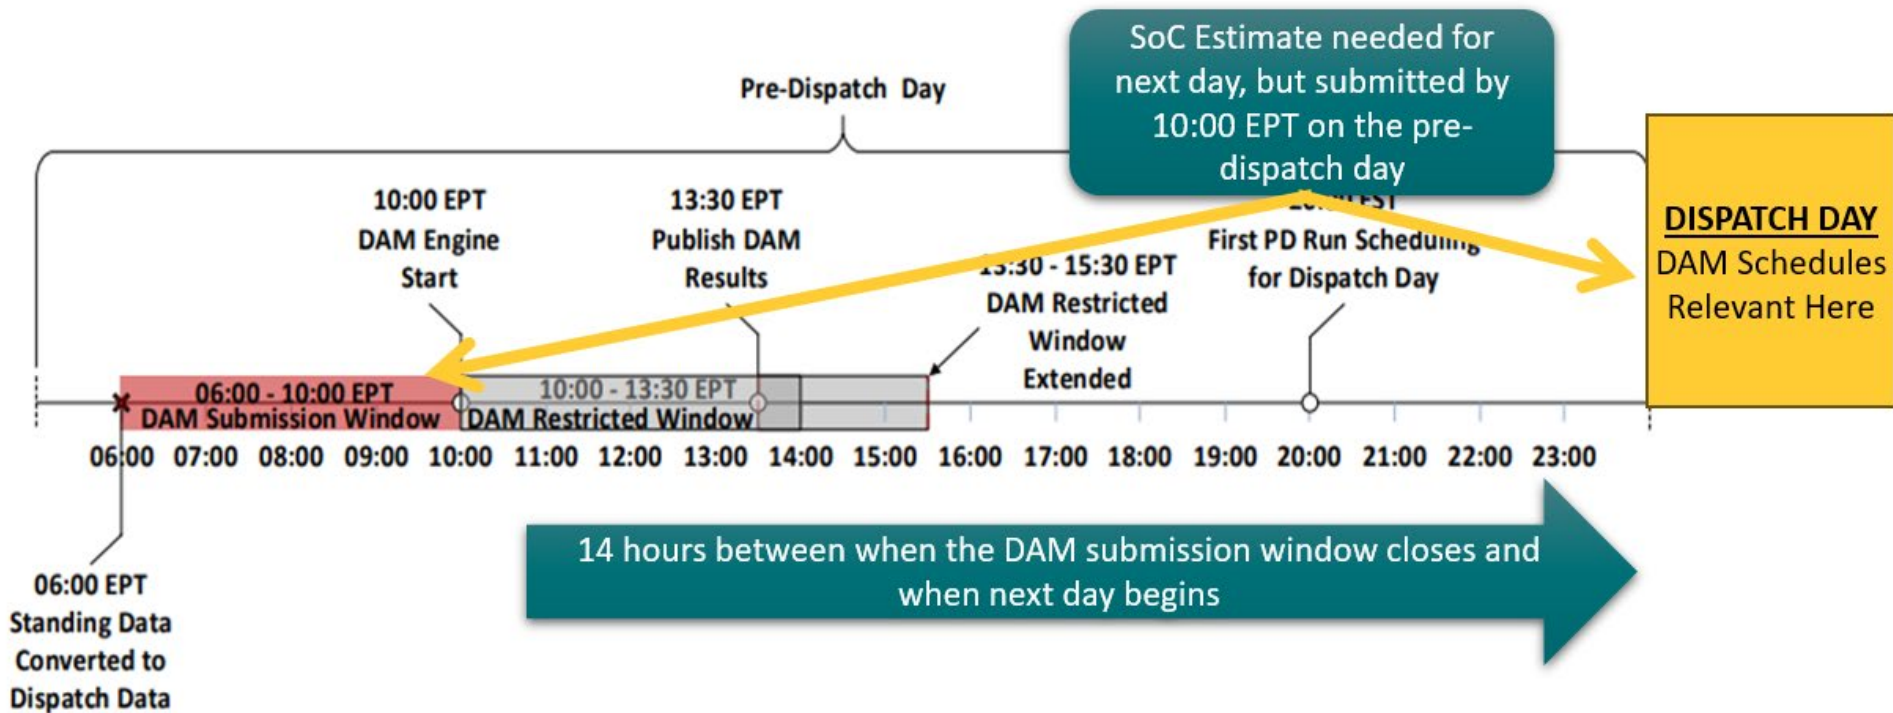 SoC Estimate needed for
next day, but submitted by
10:00 EPT on the pre-
dispatch day
Pre-Dispatch Day
10:00 EPT
DAM Engine
Start
13:30 EPT
Publish DAM
Results
13:30 - 15:30 EPT
DAM Restricted
Window
Extended
EST
First PD Run Scheduling
for Dispatch Day
DISPATCH DAY
DAM Schedules
Relevant Here
06:00 - 10:00 EPT
DAM Submission Window
10:00 - 13:30 EPT
DAM Restricted Window
06:00 07:00 08:00 09:00 10:00 11:00 12:00 13:00 14:00 15:00 16:00 17:00 18:00 19:00 20:00 21:00 22:00 23:00
14 hours between when the DAM submission window closes and
when next day begins
06:00 EPT
Standing Data
Converted to
Dispatch Data